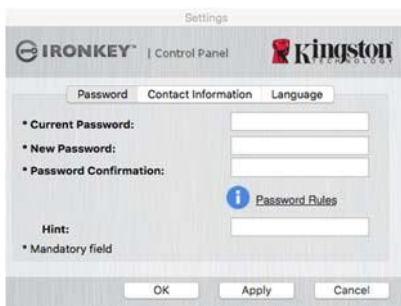 Settings
IRONKEY™ | Control Panel
Kingston
TECHNOLOGY
Password Contact Information Language
* Current Password:
* New Password:
* Password Confirmation:
i Password Rules
Hint:
* Mandatory field
OK Apply Cancel